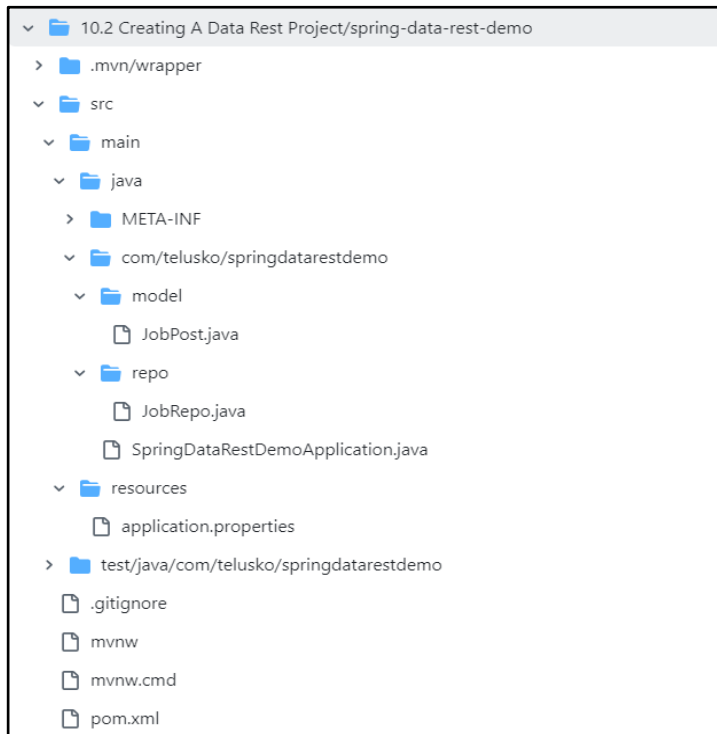 10.2 Creating A Data Rest Project/spring-data-rest-demo
.mvn/wrapper
src
main
java
META-INF
com/telusko/springdatarestdemo
model
JobPost.java
repo
JobRepo.java
SpringDataRestDemoApplication.java
resources
application.properties
test/java/com/telusko/springdatarestdemo
.gitignore
mvnw
mvnw.cmd
pom.xml